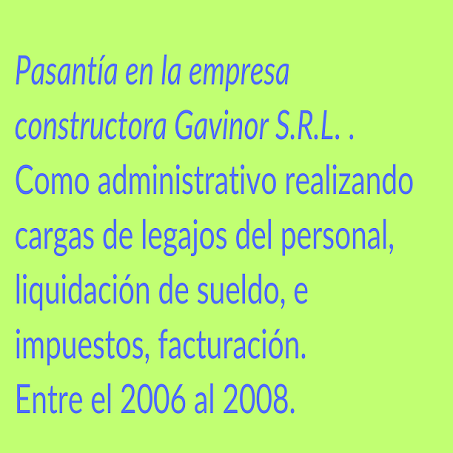 Pasantía en la empresa
constructora Gavinor S.R.L. .
Como administrativo realizando
cargas de legajos del personal,
liquidación de sueldo, e
impuestos, facturación.
Entre el 2006 al 2008.